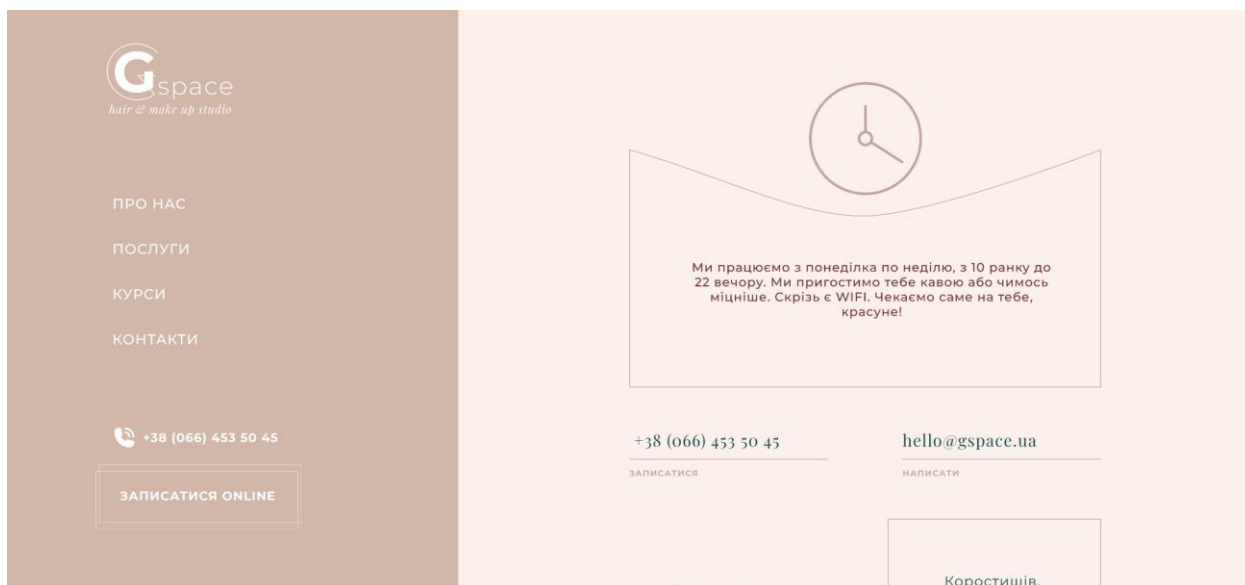 G space
hair & make up studio
ПРО НАС
ПОСЛУГИ
КУРСИ
КОНТАКТИ
+38 (066) 453 50 45
ЗАПИСАТИСЯ ONLINE
Ми працюємо з понеділка по неділю, з 10 ранку до
22 вечору. Ми пригостимо тебе кавою або чимось
міцніше. Скрізь є WIFI. Чекаємо саме на тебе,
красуне!
+38 (066) 453 50 45
ЗАПИСАТИСЯ
hello@gspace.ua
НАПИСАТИ
Коростишів,